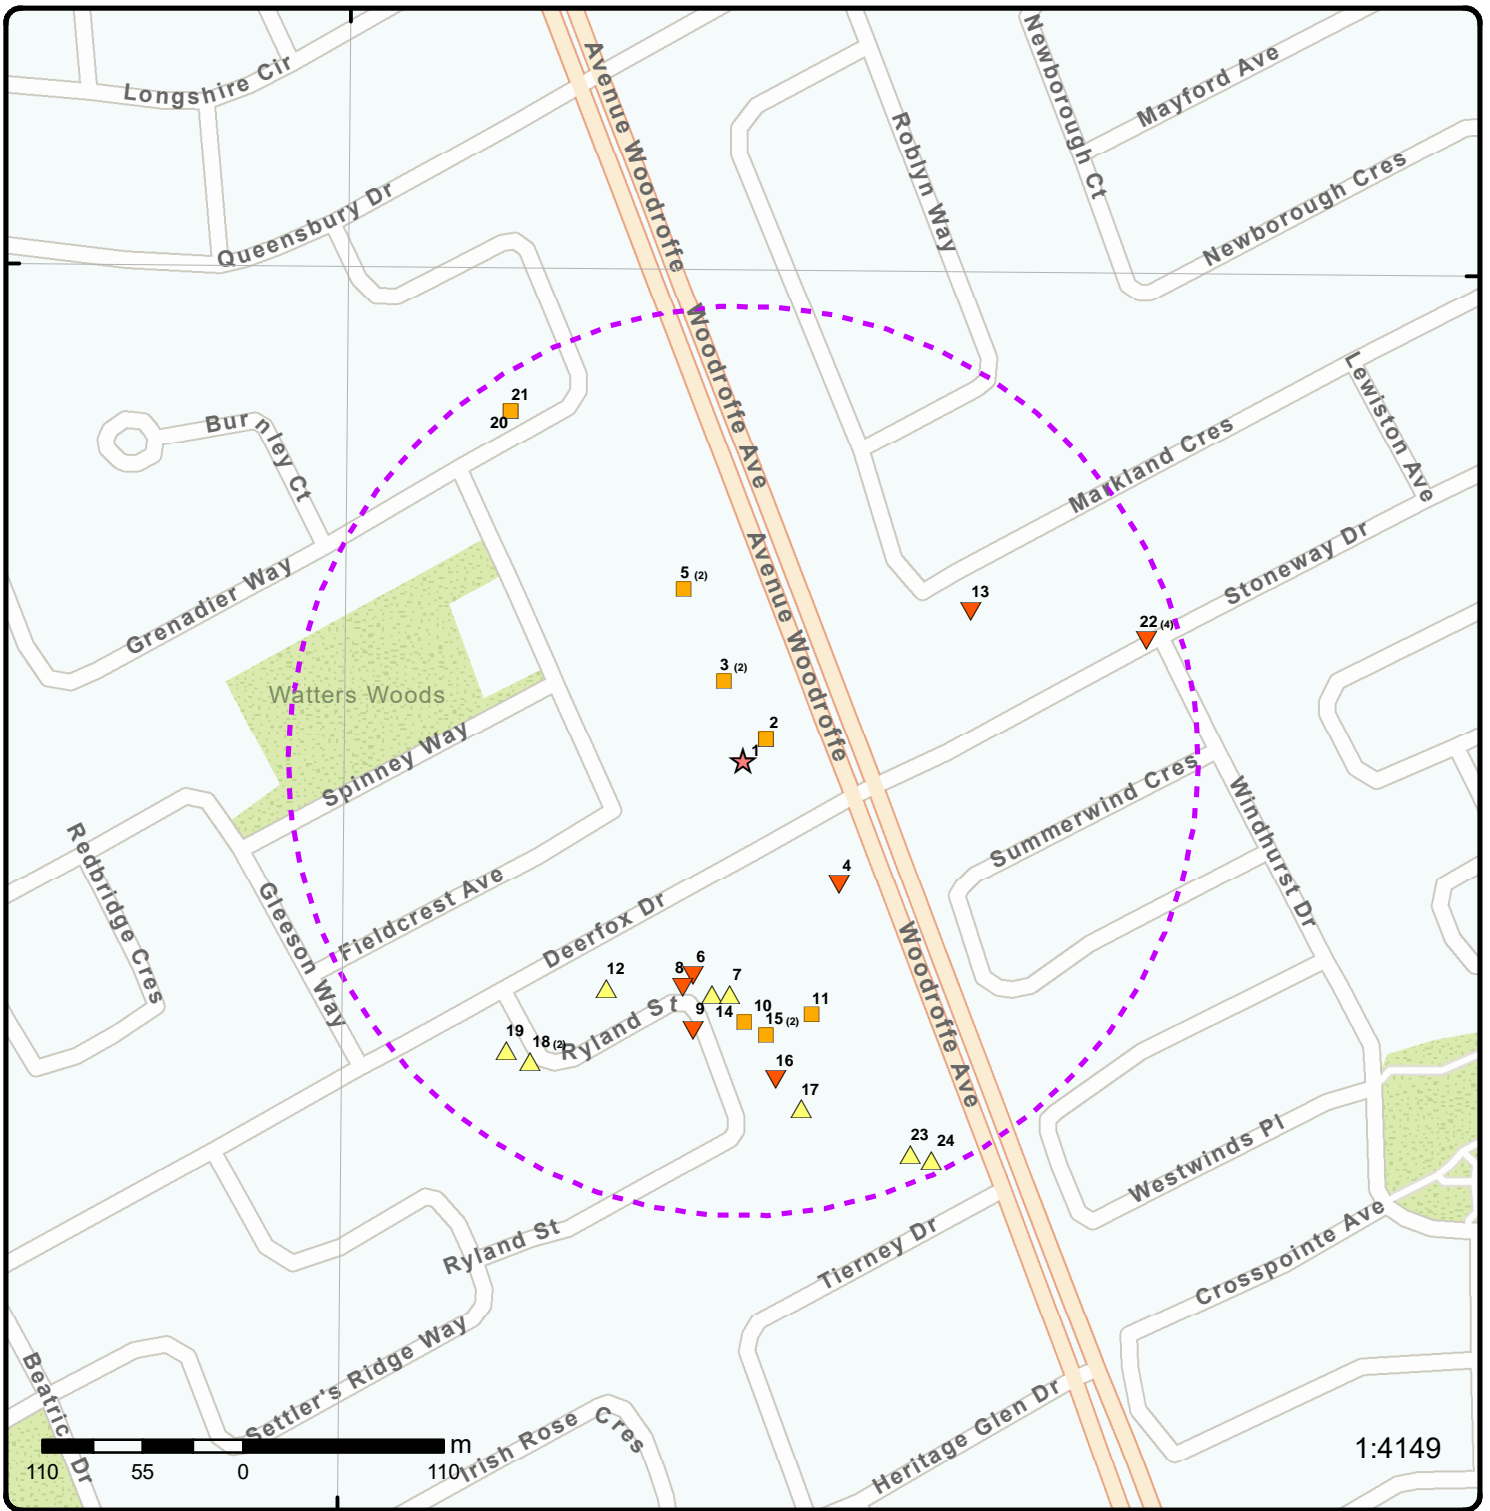 Longshire Cir
Avenue Woodroffe
Newborough Ct
Mayford Ave
Roblyn Way
Newborough Cres
Queensbury Dr
Woodroffe Ave
Lewiston Ave
21
20
Burnley Ct
Markland Cres
Stoneway Dr
Avenue Woodroffe
5 (2)
13
Grenadier Way
22 (4)
3 (2)
Watters Woods
2
1
Spinney Way
Summerwind Cres
Windhurst Dr
Redbridge Cres
4
Gleeson Way
Fieldcrest Ave
Deerfox Dr
Woodroffe Ave
12
8
6
7
9
14
10
11
15 (2)
Ryland St
19
18 (2)
16
17
23
24
Westwinds Pl
Ryland St
Tierney Dr
Crosspointe Ave
Settler's Ridge Way
Beatrice Dr
Irish Rose Cres
Heritage Glen Dr
m
110 55 0 110
1:4149